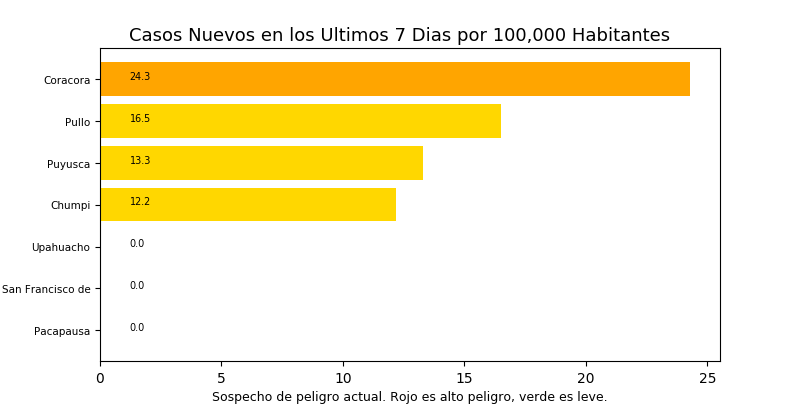 Casos Nuevos en los Ultimos 7 Dias por 100,000 Habitantes
Coracora 24.3
Pullo 16.5
Puyusca 13.3
Chumpi 12.2
Upahuacho 0.0
San Francisco de 0.0
Pacapausa 0.0
0 5 10 15 20 25
Sospecho de peligro actual. Rojo es alto peligro, verde es leve.